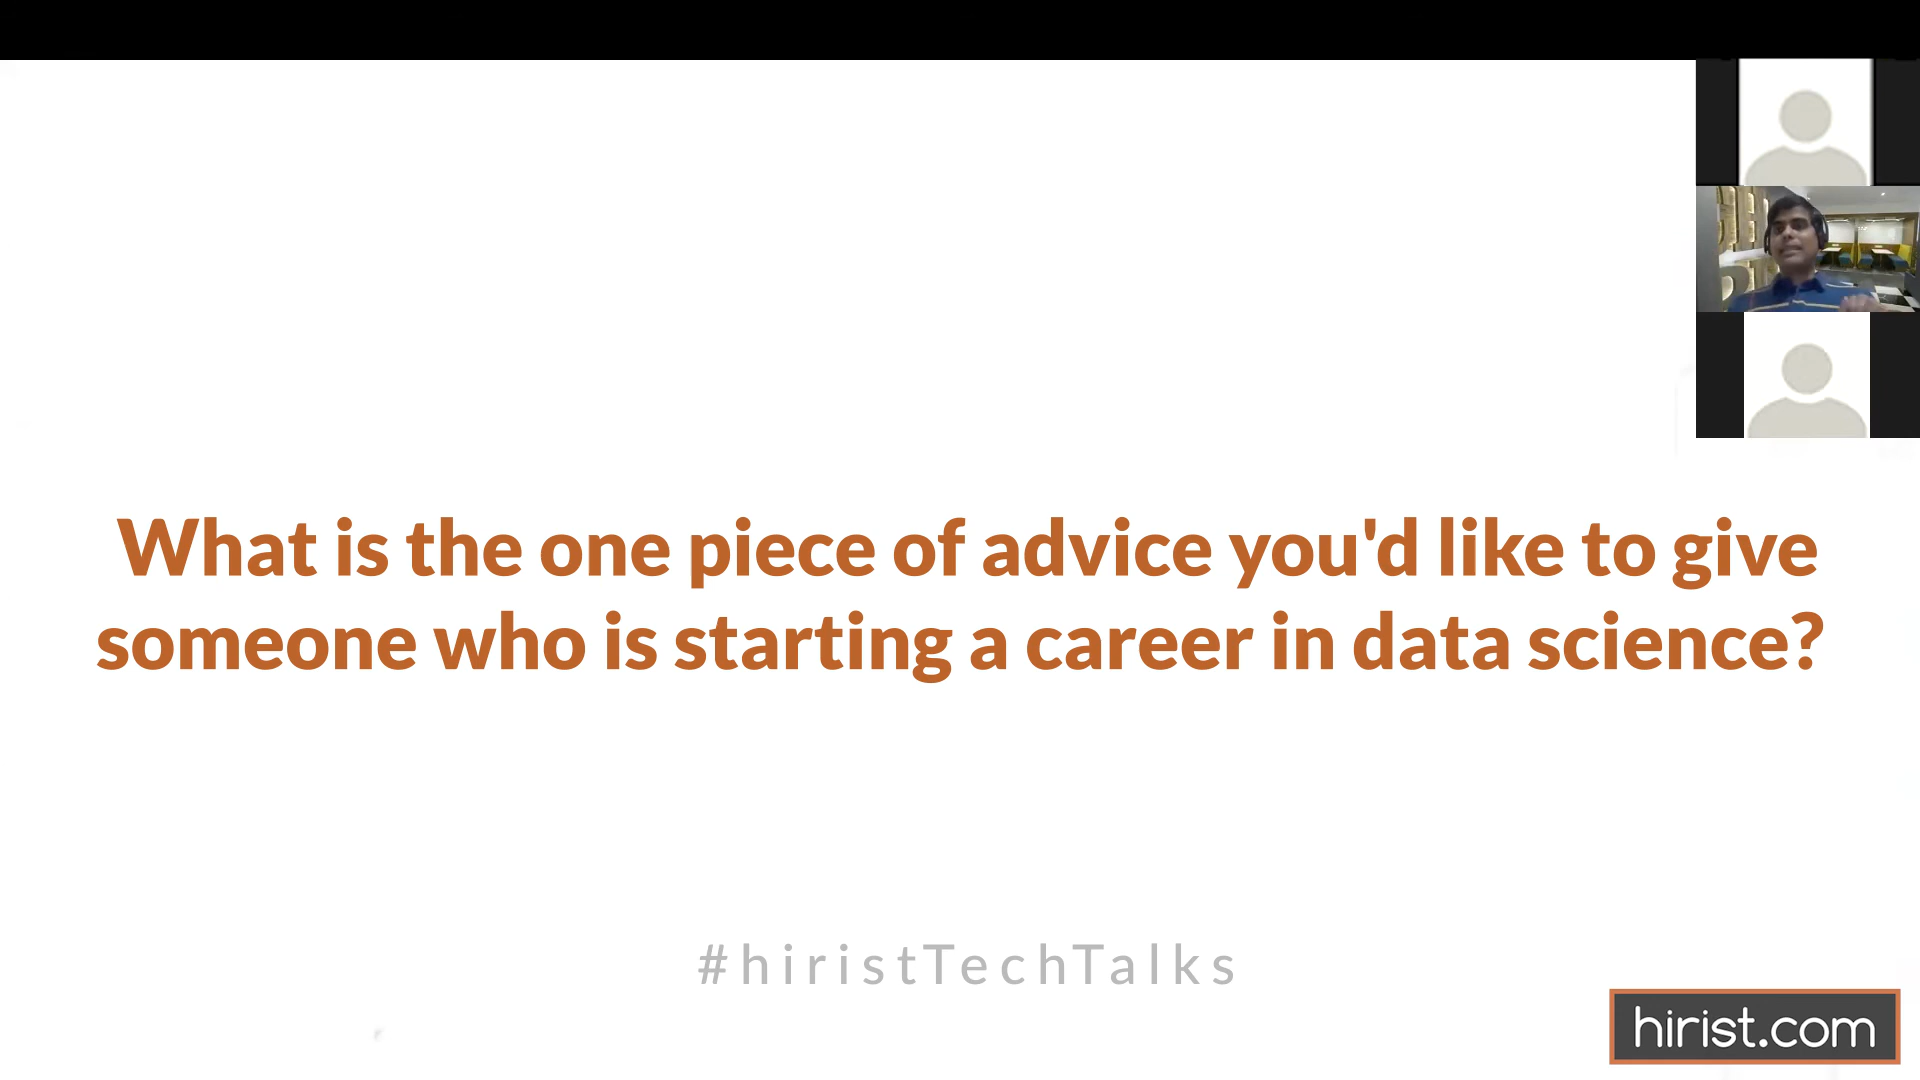 What is the one piece of advice you'd like to give
someone who is starting a career in data science?
#hiristTechTalks
hirist.com